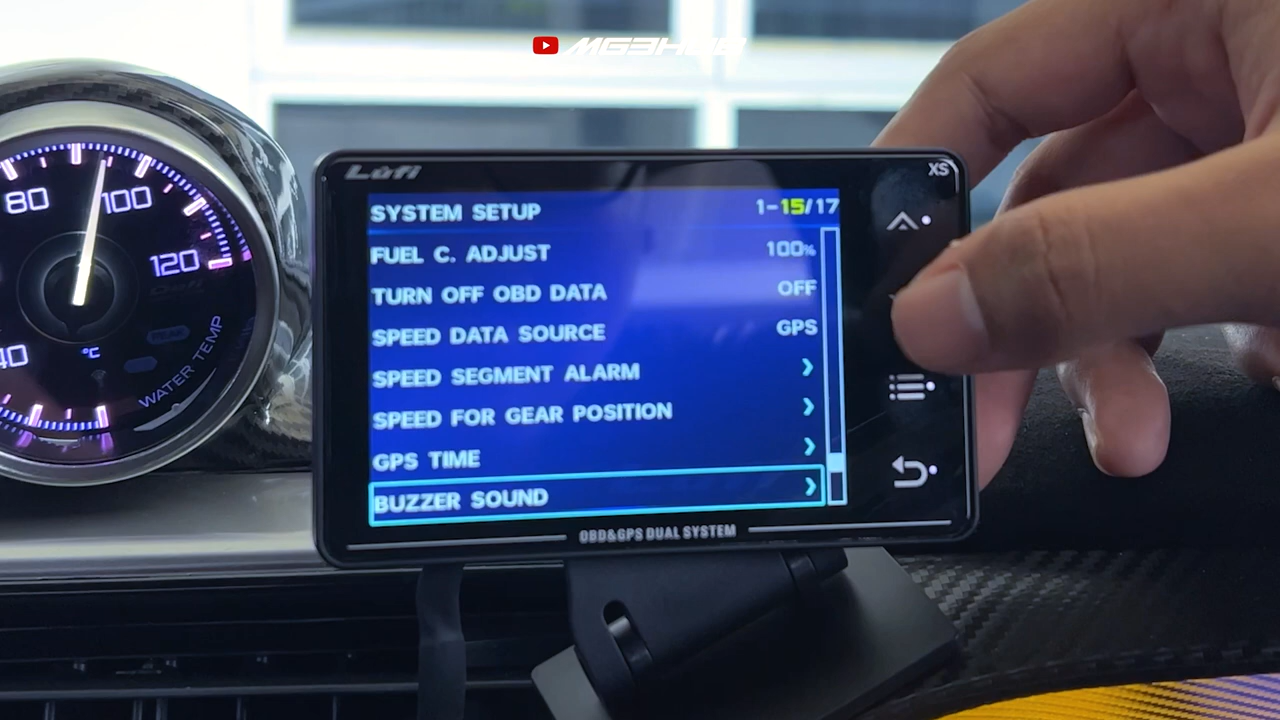 MG3HUB
Lufi
XS
SYSTEM SETUP 1-15/17
FUEL C. ADJUST 100%
TURN OFF OBD DATA OFF
SPEED DATA SOURCE GPS
SPEED SEGMENT ALARM
SPEED FOR GEAR POSITION
GPS TIME
BUZZER SOUND
OBD&GPS DUAL SYSTEM
80
100
120
40
°C
WATER TEMP